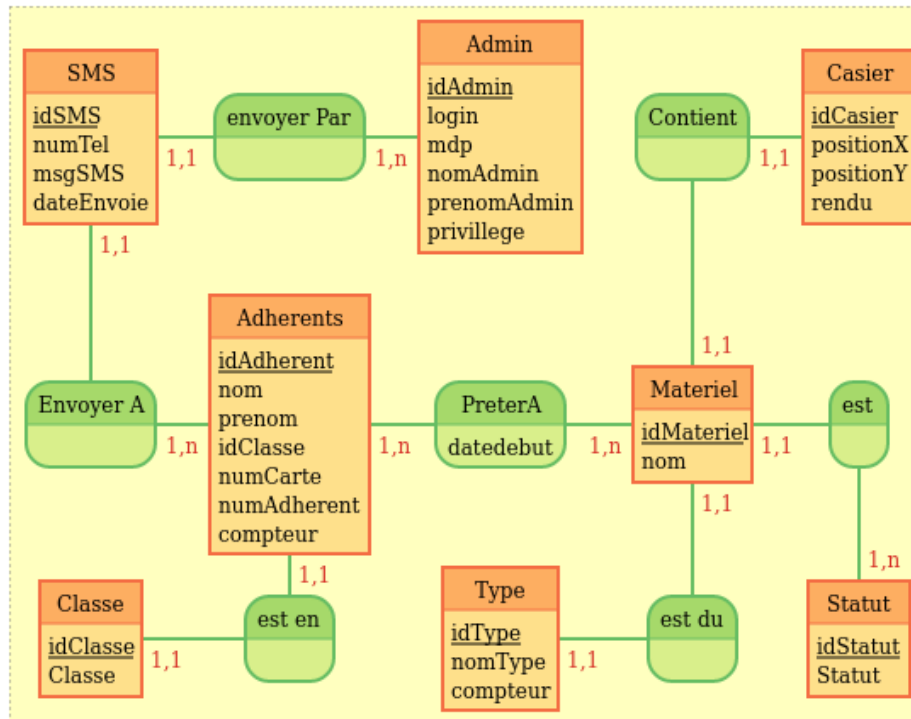 SMS
idSMS
numTel
msgSMS
dateEnvoie
1,1
1,1
envoyer Par
1,n
Admin
idAdmin
login
mdp
nomAdmin
prenomAdmin
privillege
Contient
1,1
1,1
Casier
idCasier
positionX
positionY
rendu
Envoyer A
1,n
Adherents
idAdherent
nom
prenom
idClasse
numCarte
numAdherent
compteur
1,n
1,1
PreterA
datedebut
1,n
Materiel
idMateriel
nom
1,1
1,1
est
1,n
Classe
idClasse
Classe
1,1
est en
Type
idType
nomType
compteur
1,1
est du
Statut
idStatut
Statut